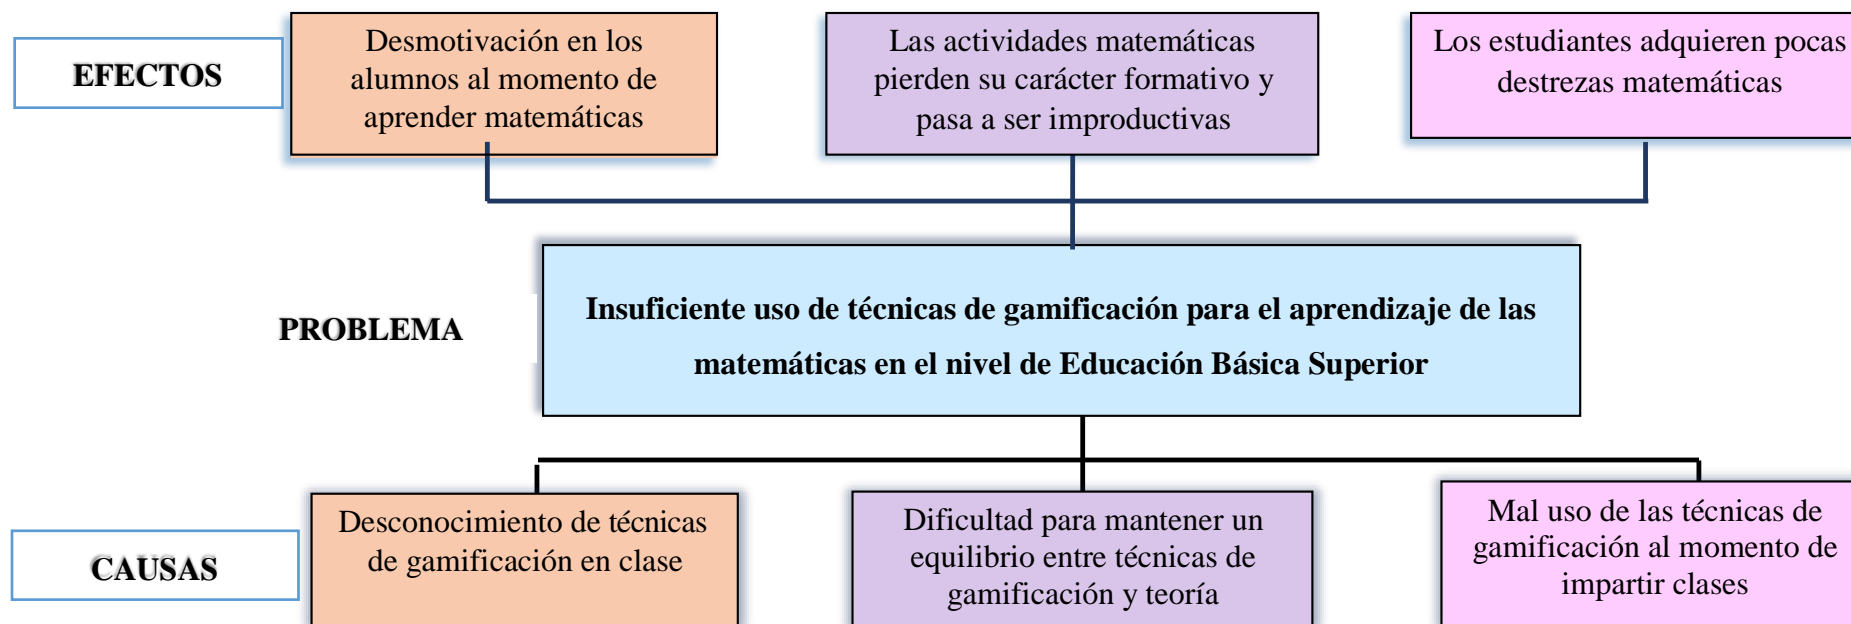 EFECTOS
Desmotivación en los
alumnos al momento de
aprender matemáticas
Las actividades matemáticas
pierden su carácter formativo y
pasa a ser improductivas
Los estudiantes adquieren pocas
destrezas matemáticas
PROBLEMA
Insuficiente uso de técnicas de gamificación para el aprendizaje de las
matemáticas en el nivel de Educación Básica Superior
CAUSAS
Desconocimiento de técnicas
de gamificación en clase
Dificultad para mantener un
equilibrio entre técnicas de
gamificación y teoría
Mal uso de las técnicas de
gamificación al momento de
impartir clases